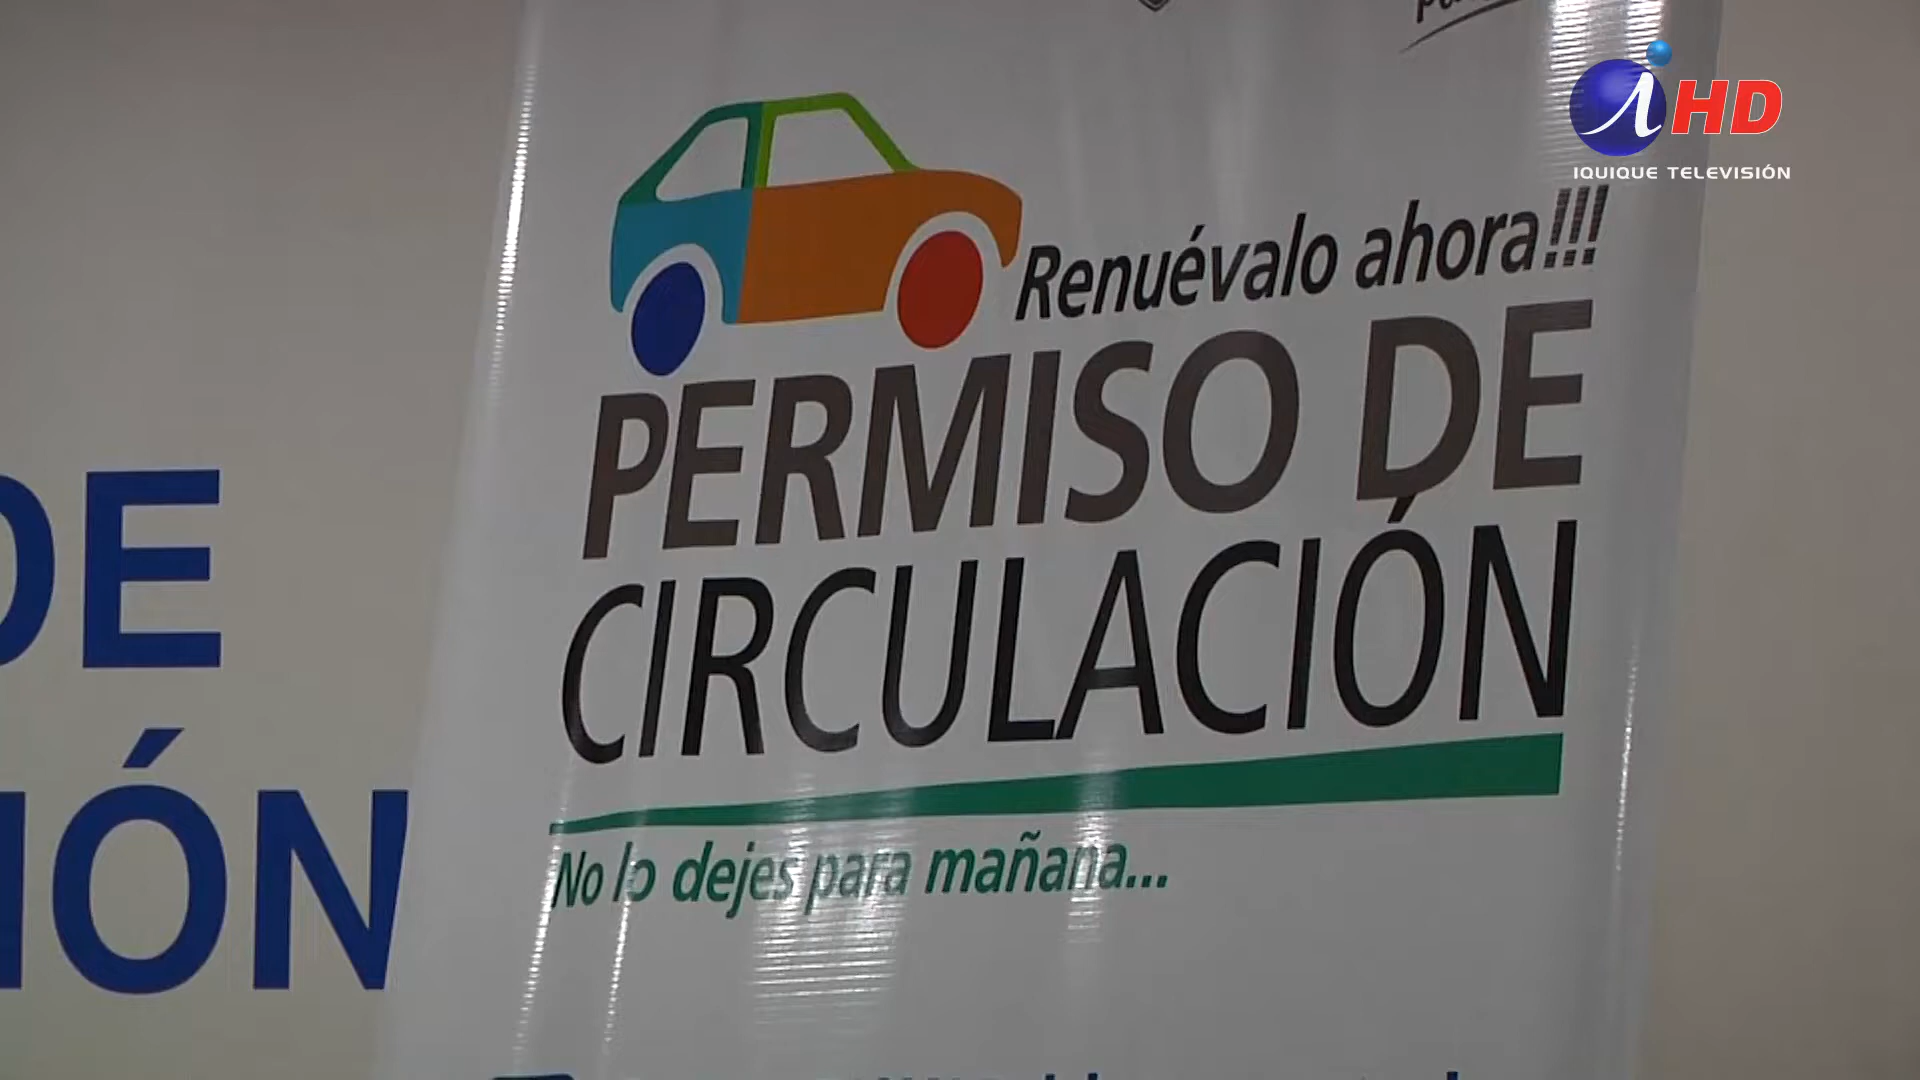 HD
IQUIQUE TELEVISIÓN
Renuévalo ahora!!!
PERMISO DE
CIRCULACIÓN
No lo dejes para mañana...
DE
IÓN